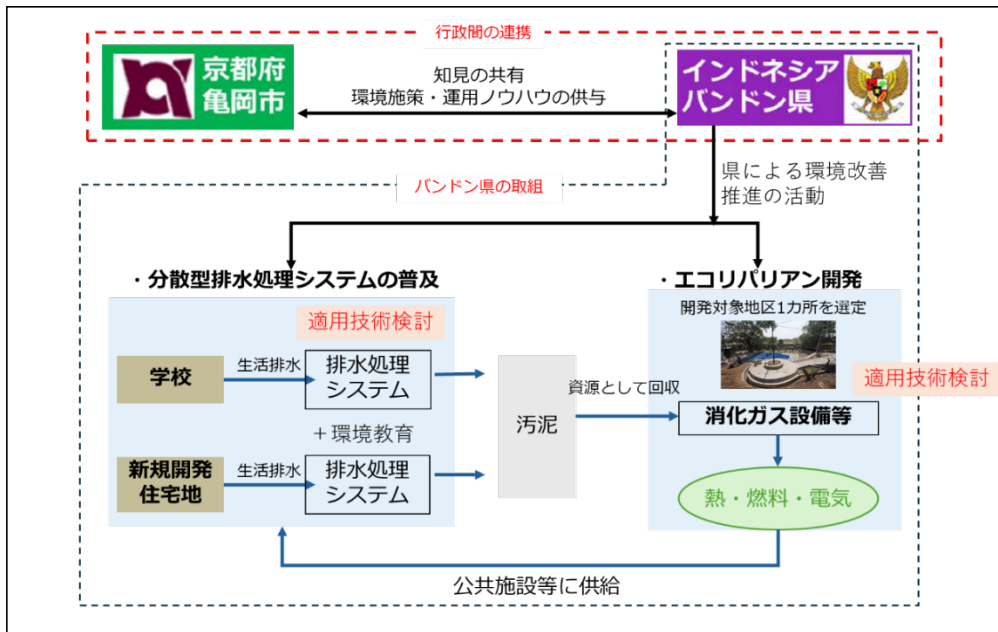 行政間の連携
京都府
亀岡市
知見の共有
環境施策・運用ノウハウの供与
インドネシア
バンドン県
バンドン県の取組
県による環境改善
推進の活動
・分散型排水処理システムの普及
適用技術検討
学校
生活排水
排水処理
システム
+環境教育
新規開発
住宅地
生活排水
排水処理
システム
汚泥
資源として回収
・エコリパリアン開発
開発対象地区1カ所を選定
適用技術検討
消化ガス設備等
熱・燃料・電気
公共施設等に供給